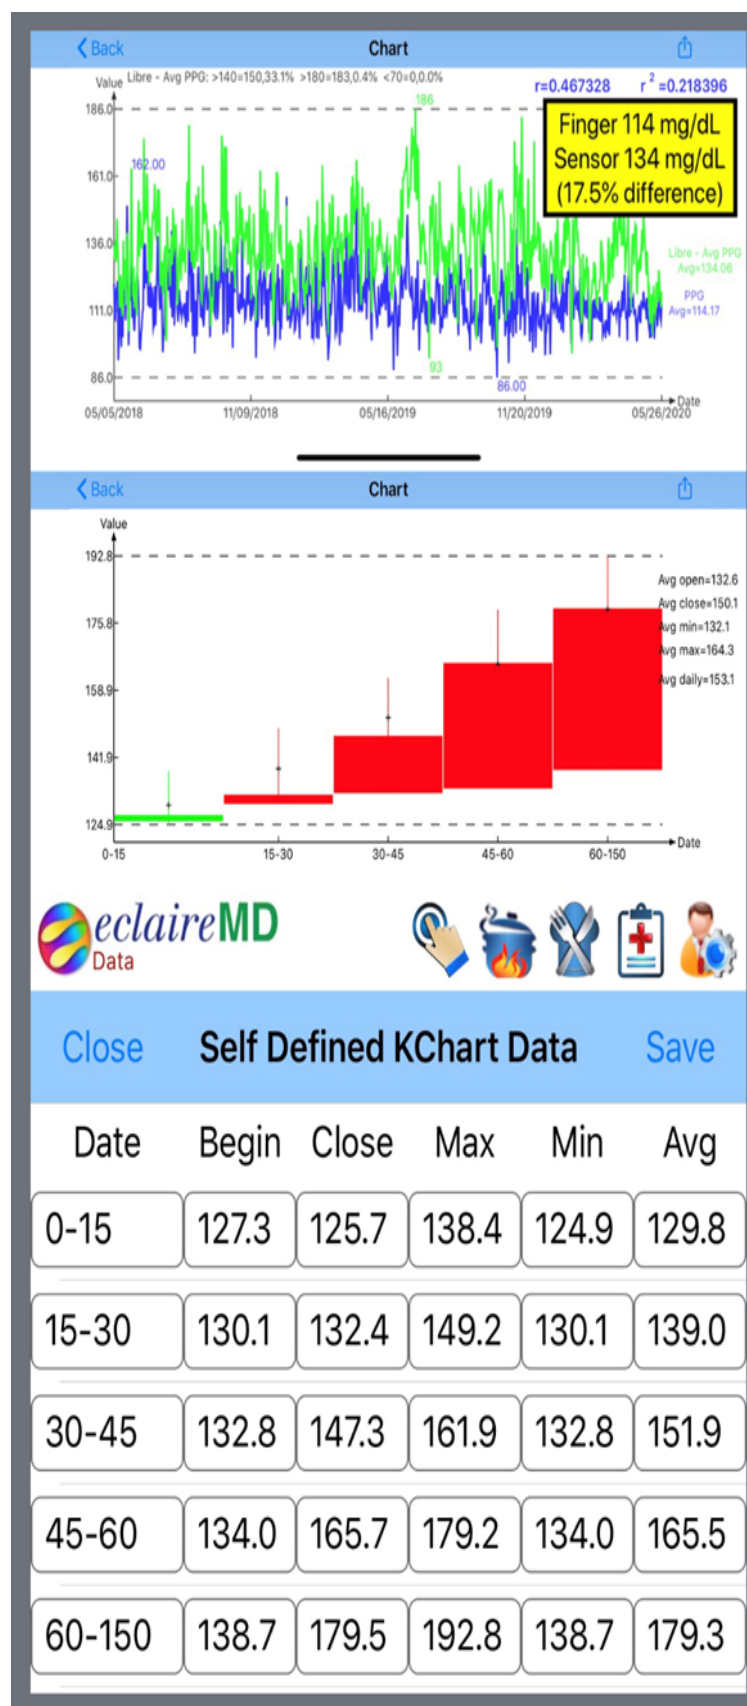 Back Chart
Value Libre - Avg PPG: >140=150,33.1% >180=183,0.4% <70=0,0.0%
r=0.467328 r²=0.218396
186.0
186
Finger 114 mg/dL
Sensor 134 mg/dL
(17.5% difference)
162.00
161.0
136.0
Libre - Avg PPG
Avg=134.06
PPG
Avg=114.17
111.0
93
86.0
86.00
Date
05/05/2018 11/09/2018 05/16/2019 11/20/2019 05/26/2020
Back Chart
Value
192.8
Avg open=132.6
Avg close=150.1
Avg min=132.1
Avg max=164.3
Avg daily=153.1
175.8
158.9
141.9
124.9
Date
0-15 15-30 30-45 45-60 60-150
eclaireMD
Data
Close Self Defined KChart Data Save
Date Begin Close Max Min Avg
0-15 127.3 125.7 138.4 124.9 129.8
15-30 130.1 132.4 149.2 130.1 139.0
30-45 132.8 147.3 161.9 132.8 151.9
45-60 134.0 165.7 179.2 134.0 165.5
60-150 138.7 179.5 192.8 138.7 179.3